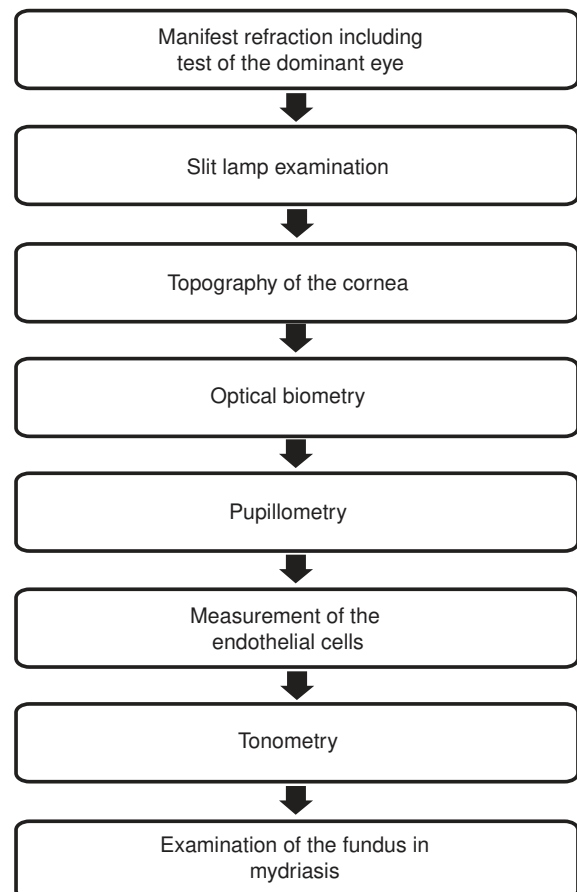 Manifest refraction including
test of the dominant eye
Slit lamp examination
Topography of the cornea
Optical biometry
Pupillometry
Measurement of the
endothelial cells
Tonometry
Examination of the fundus in
mydriasis